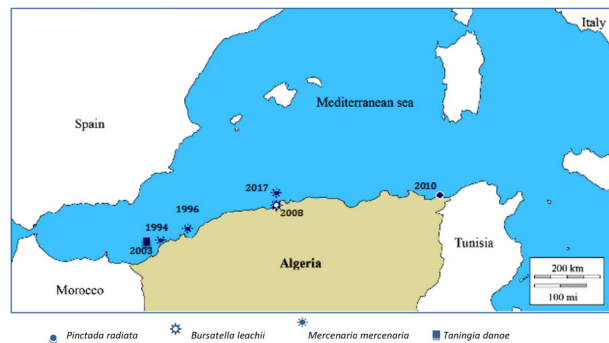 Italy
Spain
Mediterranean sea
2017
2010
1996
2008
1994
2003
Tunisia
Algeria
200 km
Morocco
100 mi
Pinctada radiata Bursatella leachii Mercenaria mercenaria Taningia danae